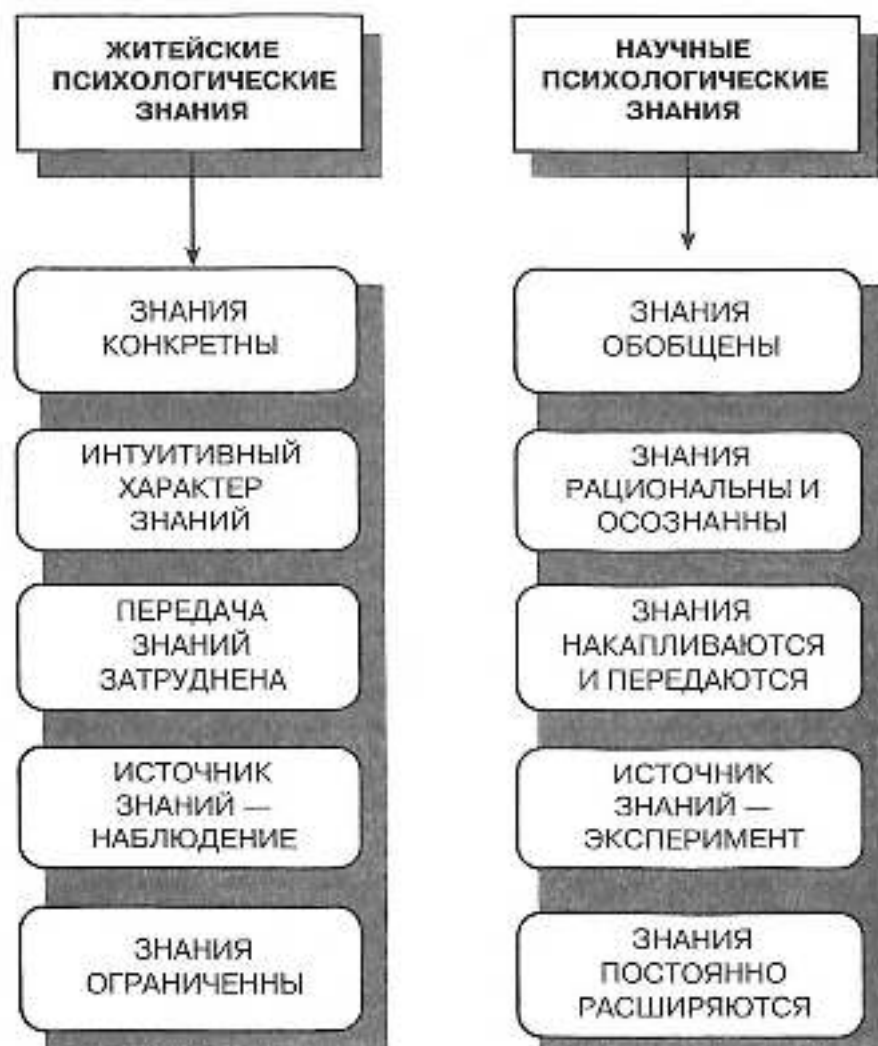 ЖИТЕЙСКИЕ
ПСИХОЛОГИЧЕСКИЕ
ЗНАНИЯ
ЗНАНИЯ
КОНКРЕТНЫ
ИНТУИТИВНЫЙ
ХАРАКТЕР
ЗНАНИЙ
ПЕРЕДАЧА
ЗНАНИЙ
ЗАТРУДНЕНА
ИСТОЧНИК
ЗНАНИЙ —
НАБЛЮДЕНИЕ
ЗНАНИЯ
ОГРАНИЧЕННЫ
НАУЧНЫЕ
ПСИХОЛОГИЧЕСКИЕ
ЗНАНИЯ
ЗНАНИЯ
ОБОБЩЕНЫ
ЗНАНИЯ
РАЦИОНАЛЬНЫ И
ОСОЗНАННЫ
ЗНАНИЯ
НАКАПЛИВАЮТСЯ
И ПЕРЕДАЮТСЯ
ИСТОЧНИК
ЗНАНИЙ —
ЭКСПЕРИМЕНТ
ЗНАНИЯ
ПОСТОЯННО
РАСШИРЯЮТСЯ